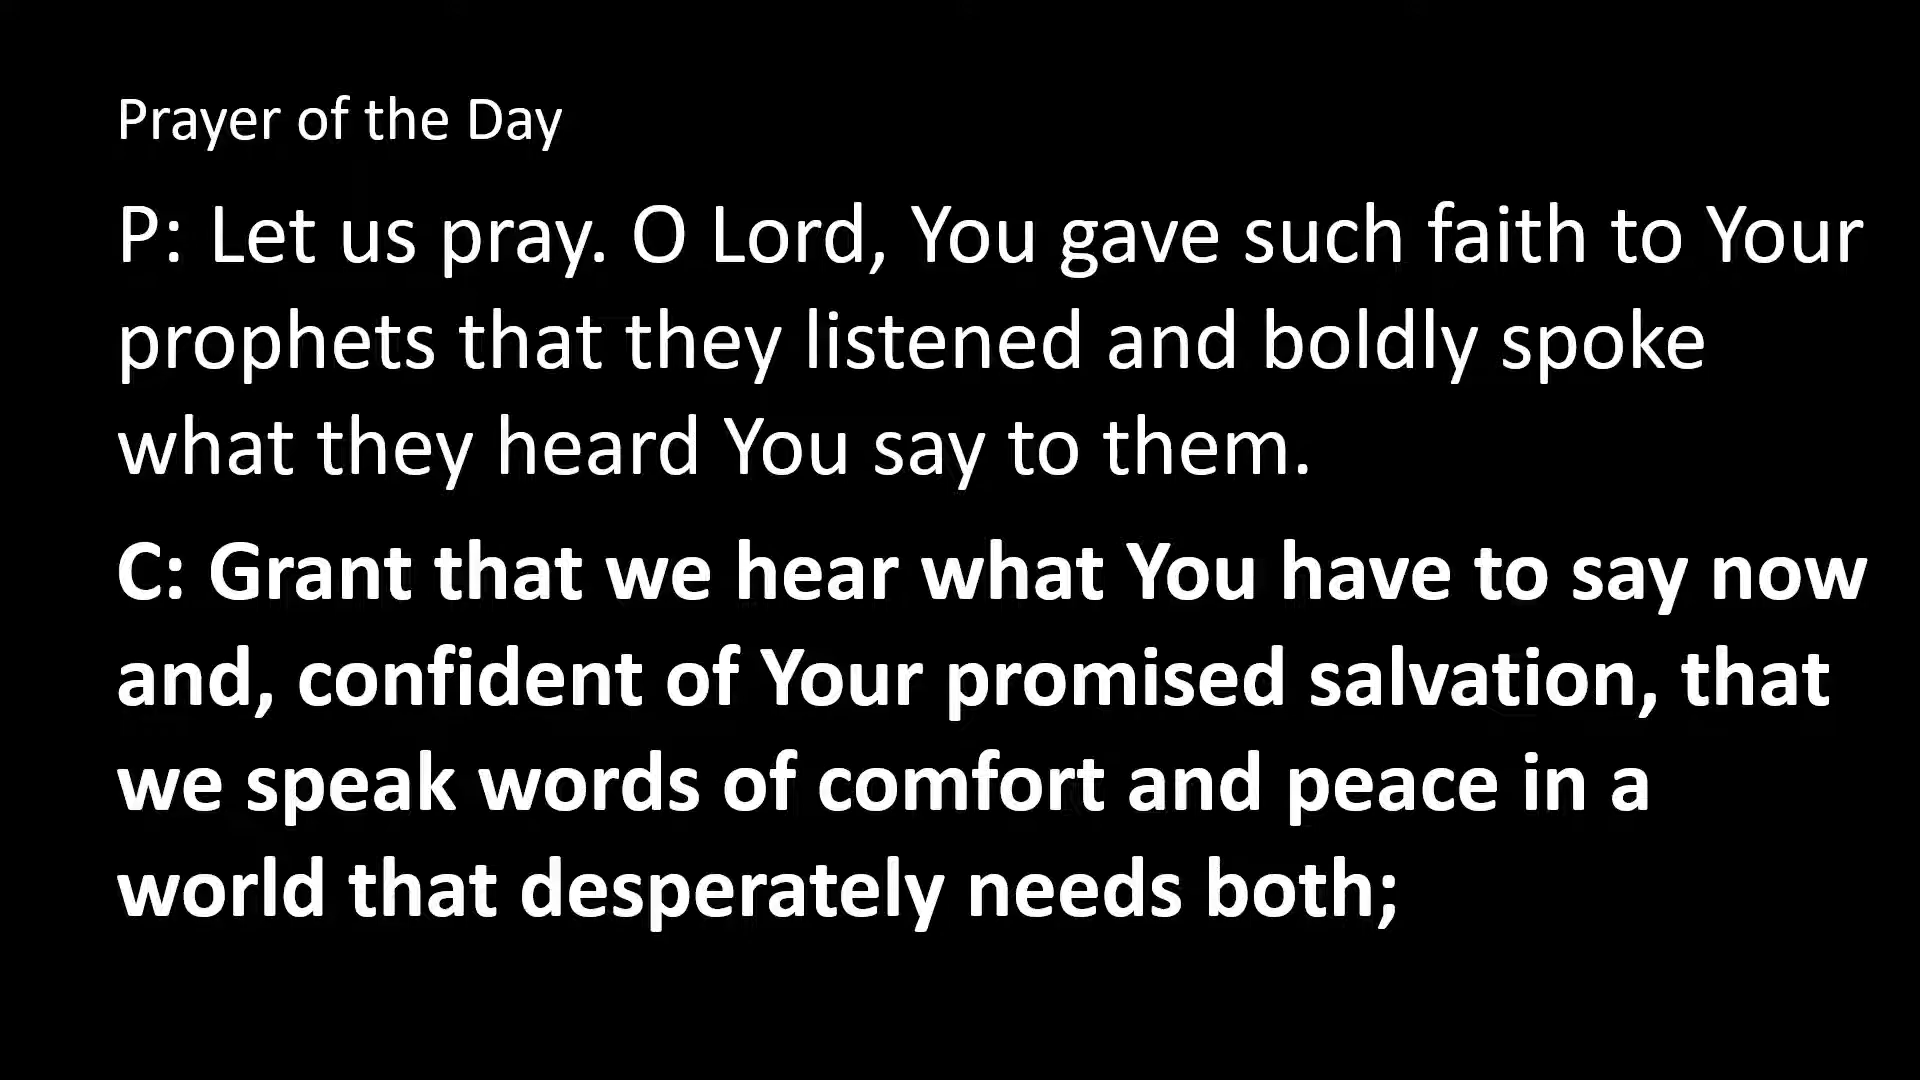 Prayer of the Day
P: Let us pray. O Lord, You gave such faith to Your
prophets that they listened and boldly spoke
what they heard You say to them.
C: Grant that we hear what You have to say now
and, confident of Your promised salvation, that
we speak words of comfort and peace in a
world that desperately needs both;